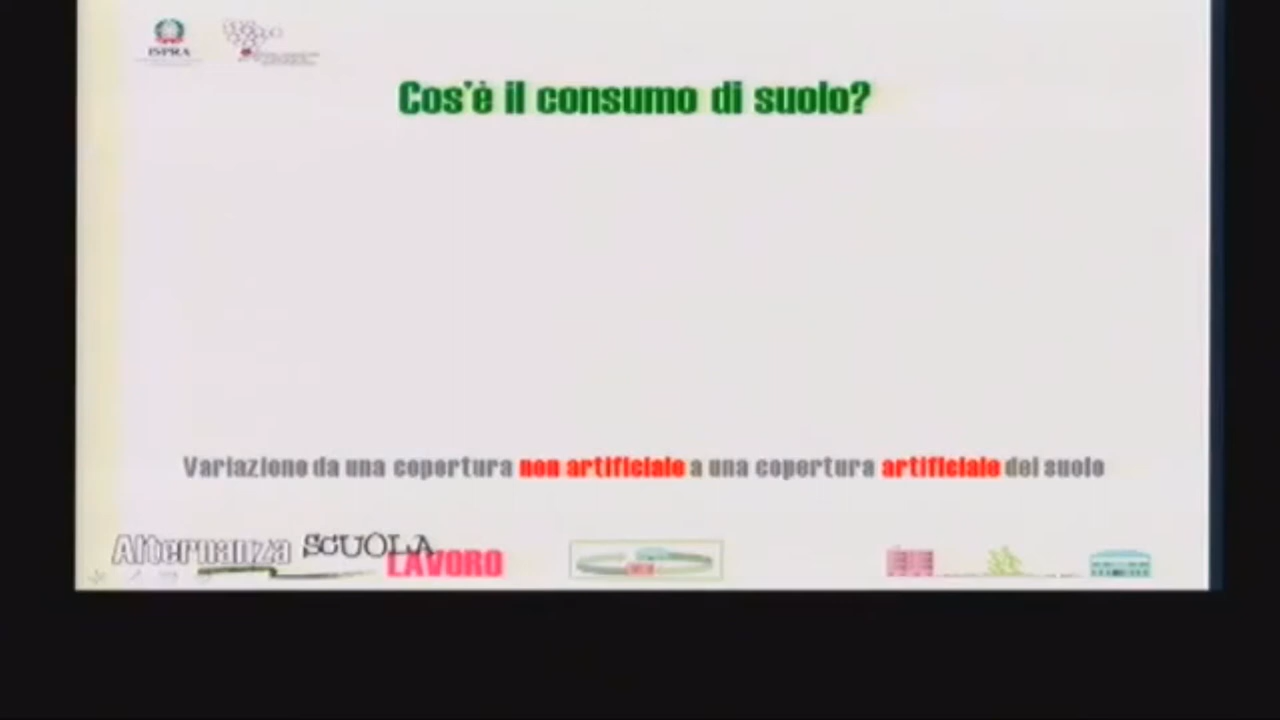 ISPRA
Cos'è il consumo di suolo?
Variazione da una copertura non artificiale a una copertura artificiale del suolo
Alternanza SCUOLA
LAVORO